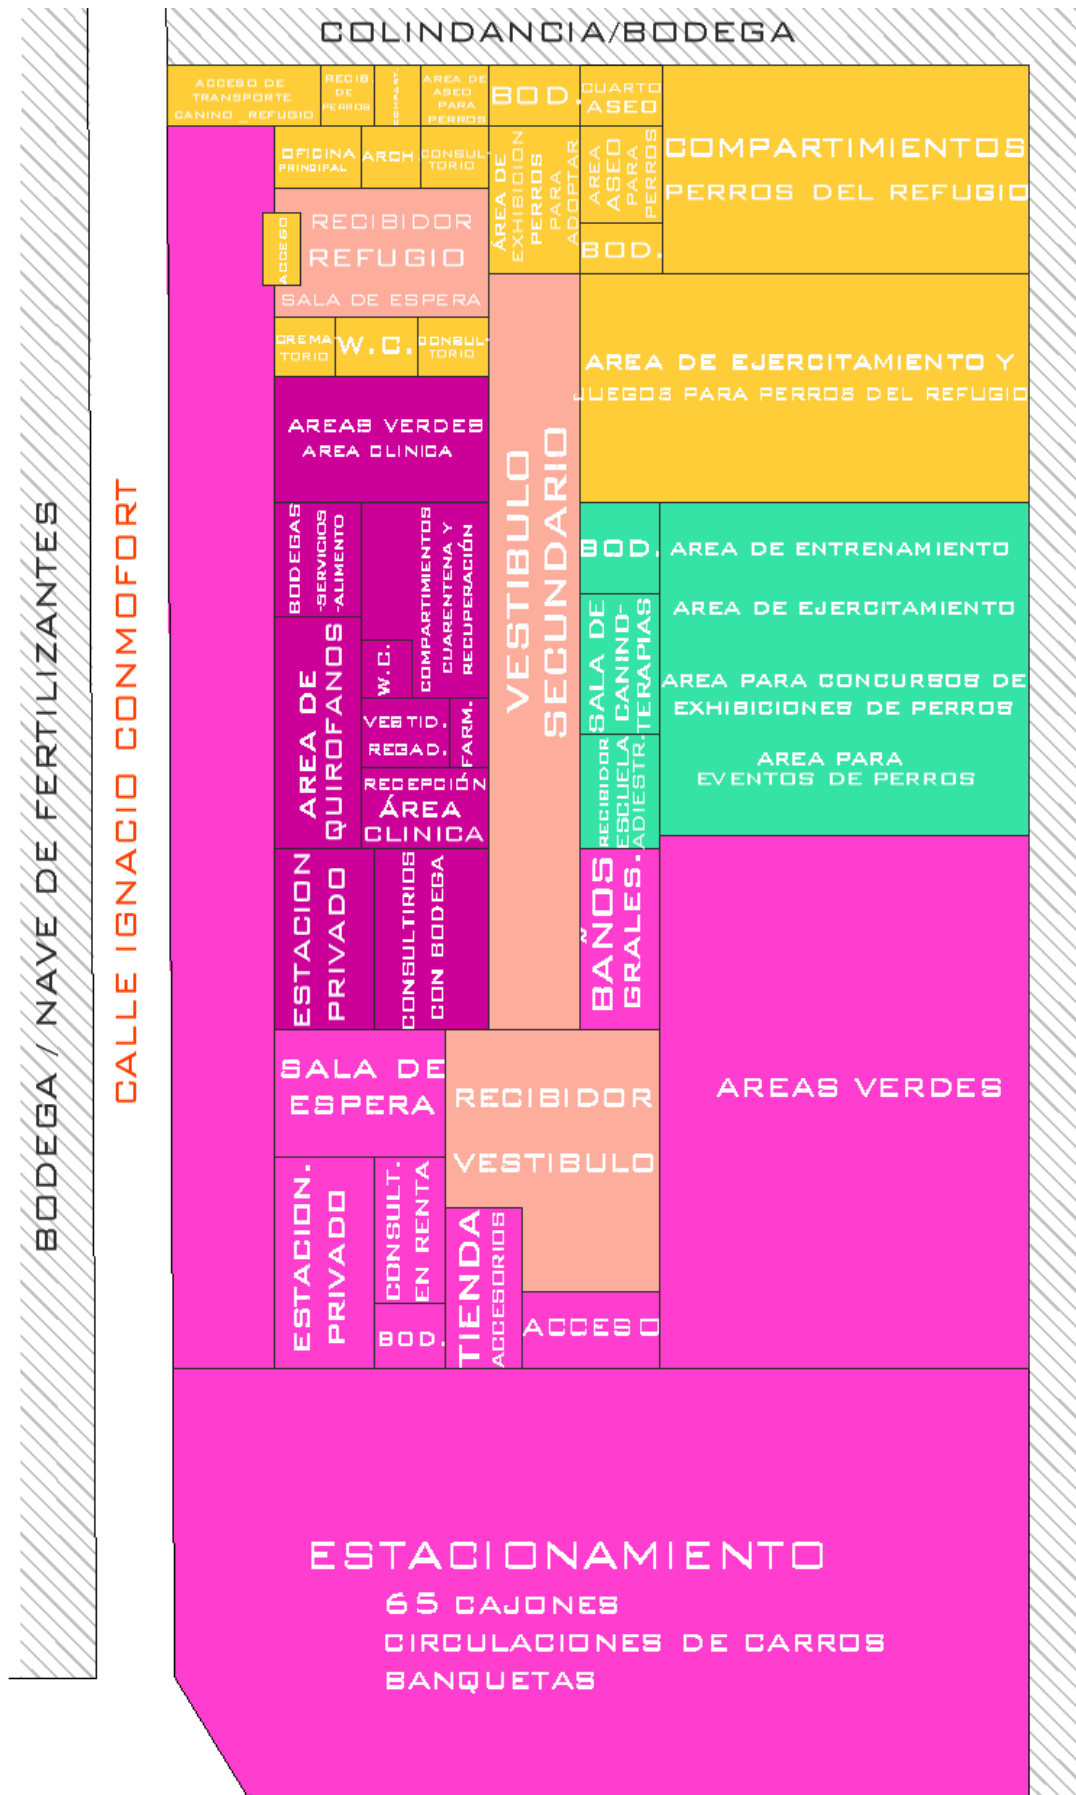 COLINDANCIA/BODEGA
ACCESO DE
TRANSPORTE
CANINO _REFUGIO
RECIB
DE
PERROS
AREA DE
ASEO
PARA
PERROS
BOD.
CUARTO
ASEO
COMPARTIMIENTOS
PERROS DEL REFUGIO
OFICINA
PRINCIPAL
ARCH
CONSUL-
TORIO
ÁREA DE
EXHIBICION
PERROS
PARA
ADOPTAR
AREA
ASEO
PARA
PERROS
BOD.
ACCESO
RECIBIDOR
REFUGIO
SALA DE ESPERA
CREMA
TORIO
W.C.
CONSUL-
TORIO
AREA DE EJERCITAMIENTO Y
JUEGOS PARA PERROS DEL REFUGIO
AREAS VERDES
AREA CLINICA
VESTIBULO
SECUNDARIO
BODEGAS
-SERVICIOS
-ALIMENTO
COMPARTIMIENTOS
CUARENTENA Y
RECUPERACIÓN
W.C.
AREA DE
QUIROFANOS
VESTID.
REGAD.
FARM.
RECEPCIÓN
ÁREA
CLINICA
BOD.
SALA DE
CANINO-
TERAPIAS
RECIBIDOR
ESCUELA
ADIESTR.
AREA DE ENTRENAMIENTO
AREA DE EJERCITAMIENTO
AREA PARA CONCURSOS DE
EXHIBICIONES DE PERROS
AREA PARA
EVENTOS DE PERROS
ESTACION
PRIVADO
CONSULTIRIOS
CON BODEGA
BAÑOS
GRALES.
SALA DE
ESPERA
RECIBIDOR
VESTIBULO
AREAS VERDES
ESTACION.
PRIVADO
CONSULT.
EN RENTA
BOD.
TIENDA
ACCESORIOS
ACCESO
BODEGA / NAVE DE FERTILIZANTES
CALLE IGNACIO CONMOFORT
ESTACIONAMIENTO
65 CAJONES
CIRCULACIONES DE CARROS
BANQUETAS